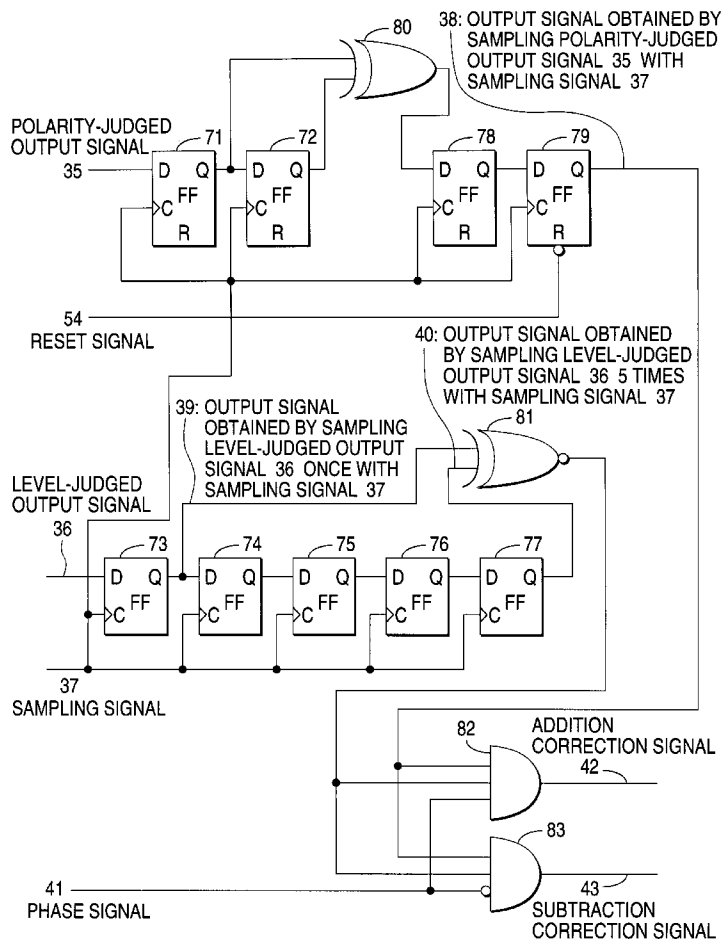 80
38: OUTPUT SIGNAL OBTAINED BY
SAMPLING POLARITY-JUDGED
OUTPUT SIGNAL 35 WITH
SAMPLING SIGNAL 37
POLARITY-JUDGED
OUTPUT SIGNAL
35
71
D Q
FF
C
R
72
D Q
FF
C
R
78
D Q
FF
C
R
79
D Q
FF
C
R
54
RESET SIGNAL
40: OUTPUT SIGNAL OBTAINED
BY SAMPLING LEVEL-JUDGED
OUTPUT SIGNAL 36 5 TIMES
WITH SAMPLING SIGNAL 37
81
39: OUTPUT SIGNAL
OBTAINED BY SAMPLING
LEVEL-JUDGED OUTPUT
SIGNAL 36 ONCE WITH
SAMPLING SIGNAL 37
LEVEL-JUDGED
OUTPUT SIGNAL
36
73
D Q
FF
C
74
D Q
FF
C
75
D Q
FF
C
76
D Q
FF
C
77
D Q
FF
C
37
SAMPLING SIGNAL
82
ADDITION
CORRECTION SIGNAL
42
83
41
PHASE SIGNAL
43
SUBTRACTION
CORRECTION SIGNAL